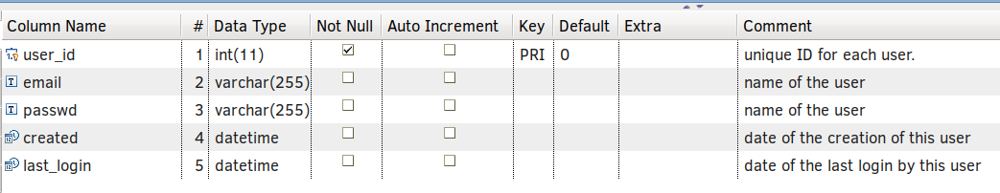 Column Name # Data Type Not Null Auto Increment Key Default Extra Comment
user_id 1 int(11) PRI 0 unique ID for each user.
email 2 varchar(255) name of the user
passwd 3 varchar(255) name of the user
created 4 datetime date of the creation of this user
last_login 5 datetime date of the last login by this user